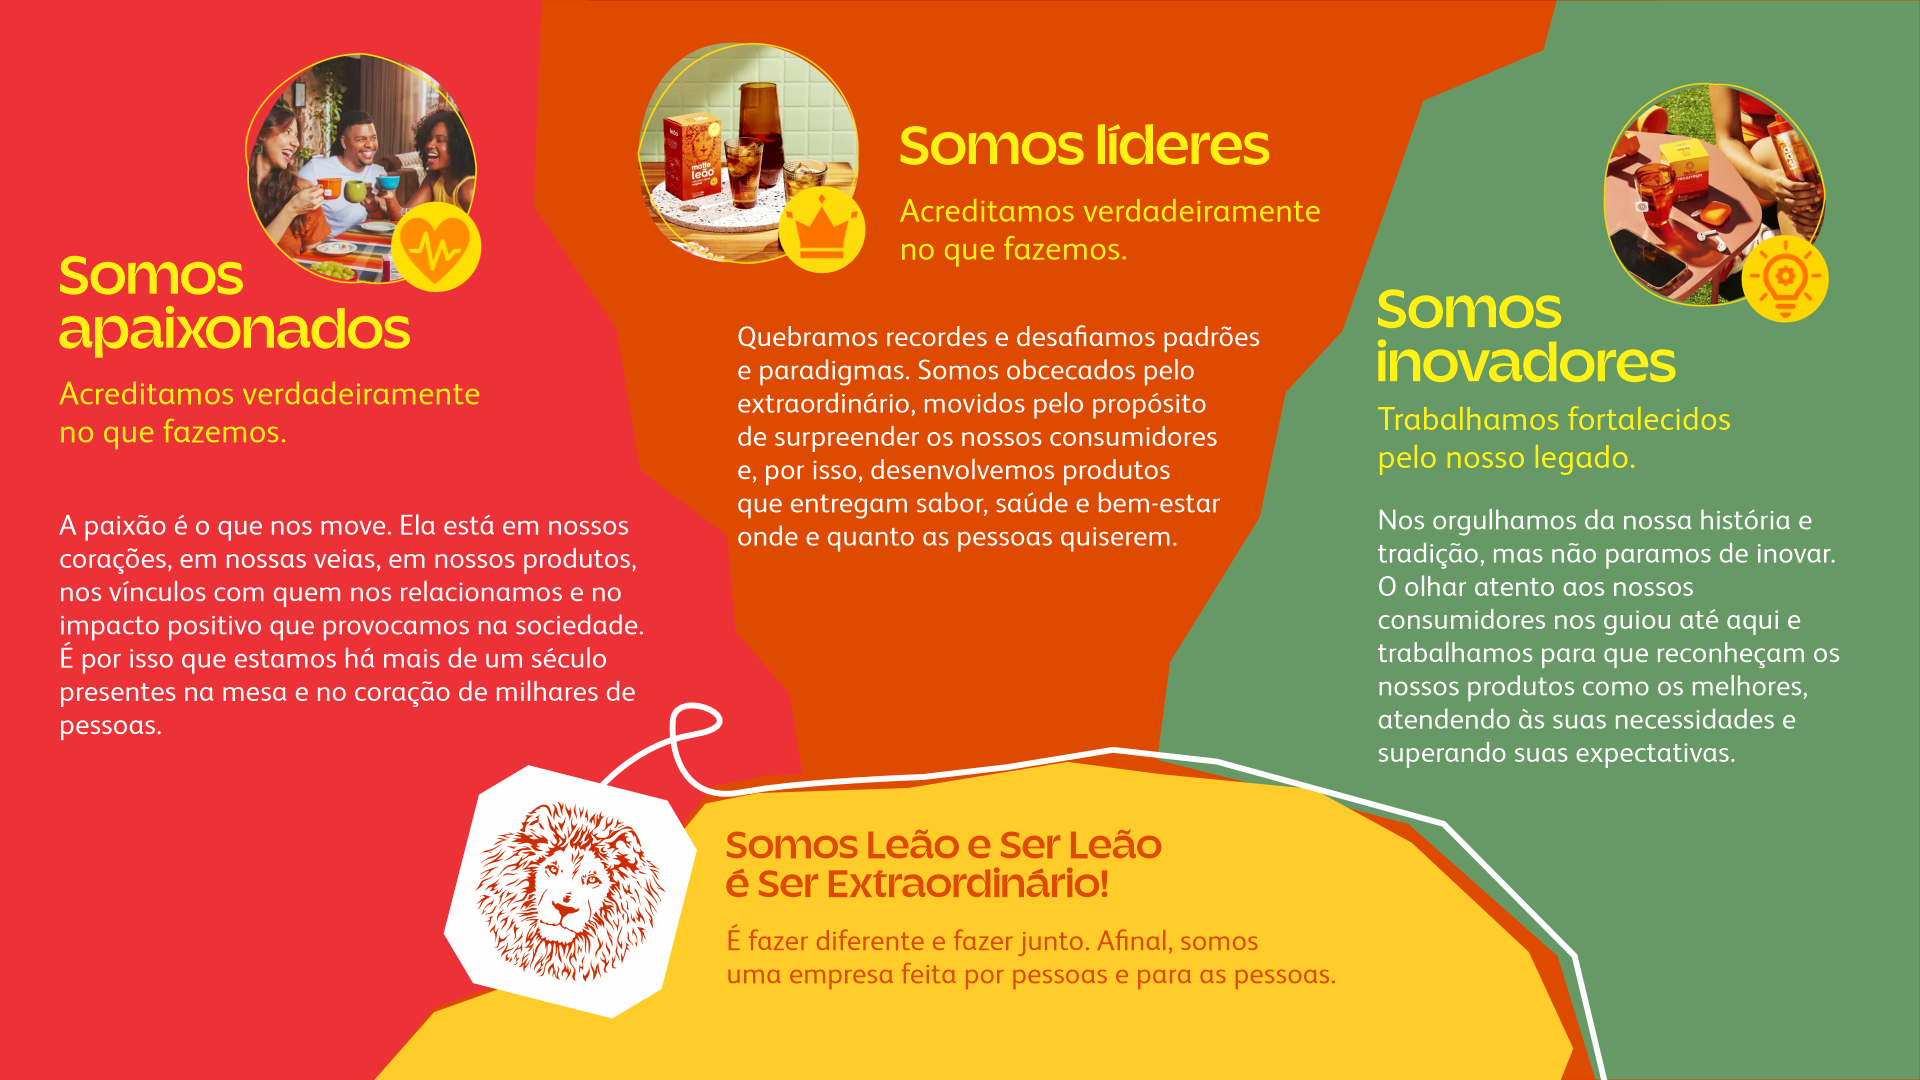 Somos
apaixonados
Acreditamos verdadeiramente
no que fazemos.
A paixão é o que nos move. Ela está em nossos
corações, em nossas veias, em nossos produtos,
nos vínculos com quem nos relacionamos e no
impacto positivo que provocamos na sociedade.
É por isso que estamos há mais de um século
presentes na mesa e no coração de milhares de
pessoas.
matte
leão
Somos líderes
Acreditamos verdadeiramente
no que fazemos.
Quebramos recordes e desafiamos padrões
e paradigmas. Somos obcecados pelo
extraordinário, movidos pelo propósito
de surpreender os nossos consumidores
e, por isso, desenvolvemos produtos
que entregam sabor, saúde e bem-estar
onde e quanto as pessoas quiserem.
Somos
inovadores
Trabalhamos fortalecidos
pelo nosso legado.
Nos orgulhamos da nossa história e
tradição, mas não paramos de inovar.
O olhar atento aos nossos
consumidores nos guiou até aqui e
trabalhamos para que reconheçam os
nossos produtos como os melhores,
atendendo às suas necessidades e
superando suas expectativas.
Somos Leão e Ser Leão
é Ser Extraordinário!
É fazer diferente e fazer junto. Afinal, somos
uma empresa feita por pessoas e para as pessoas.